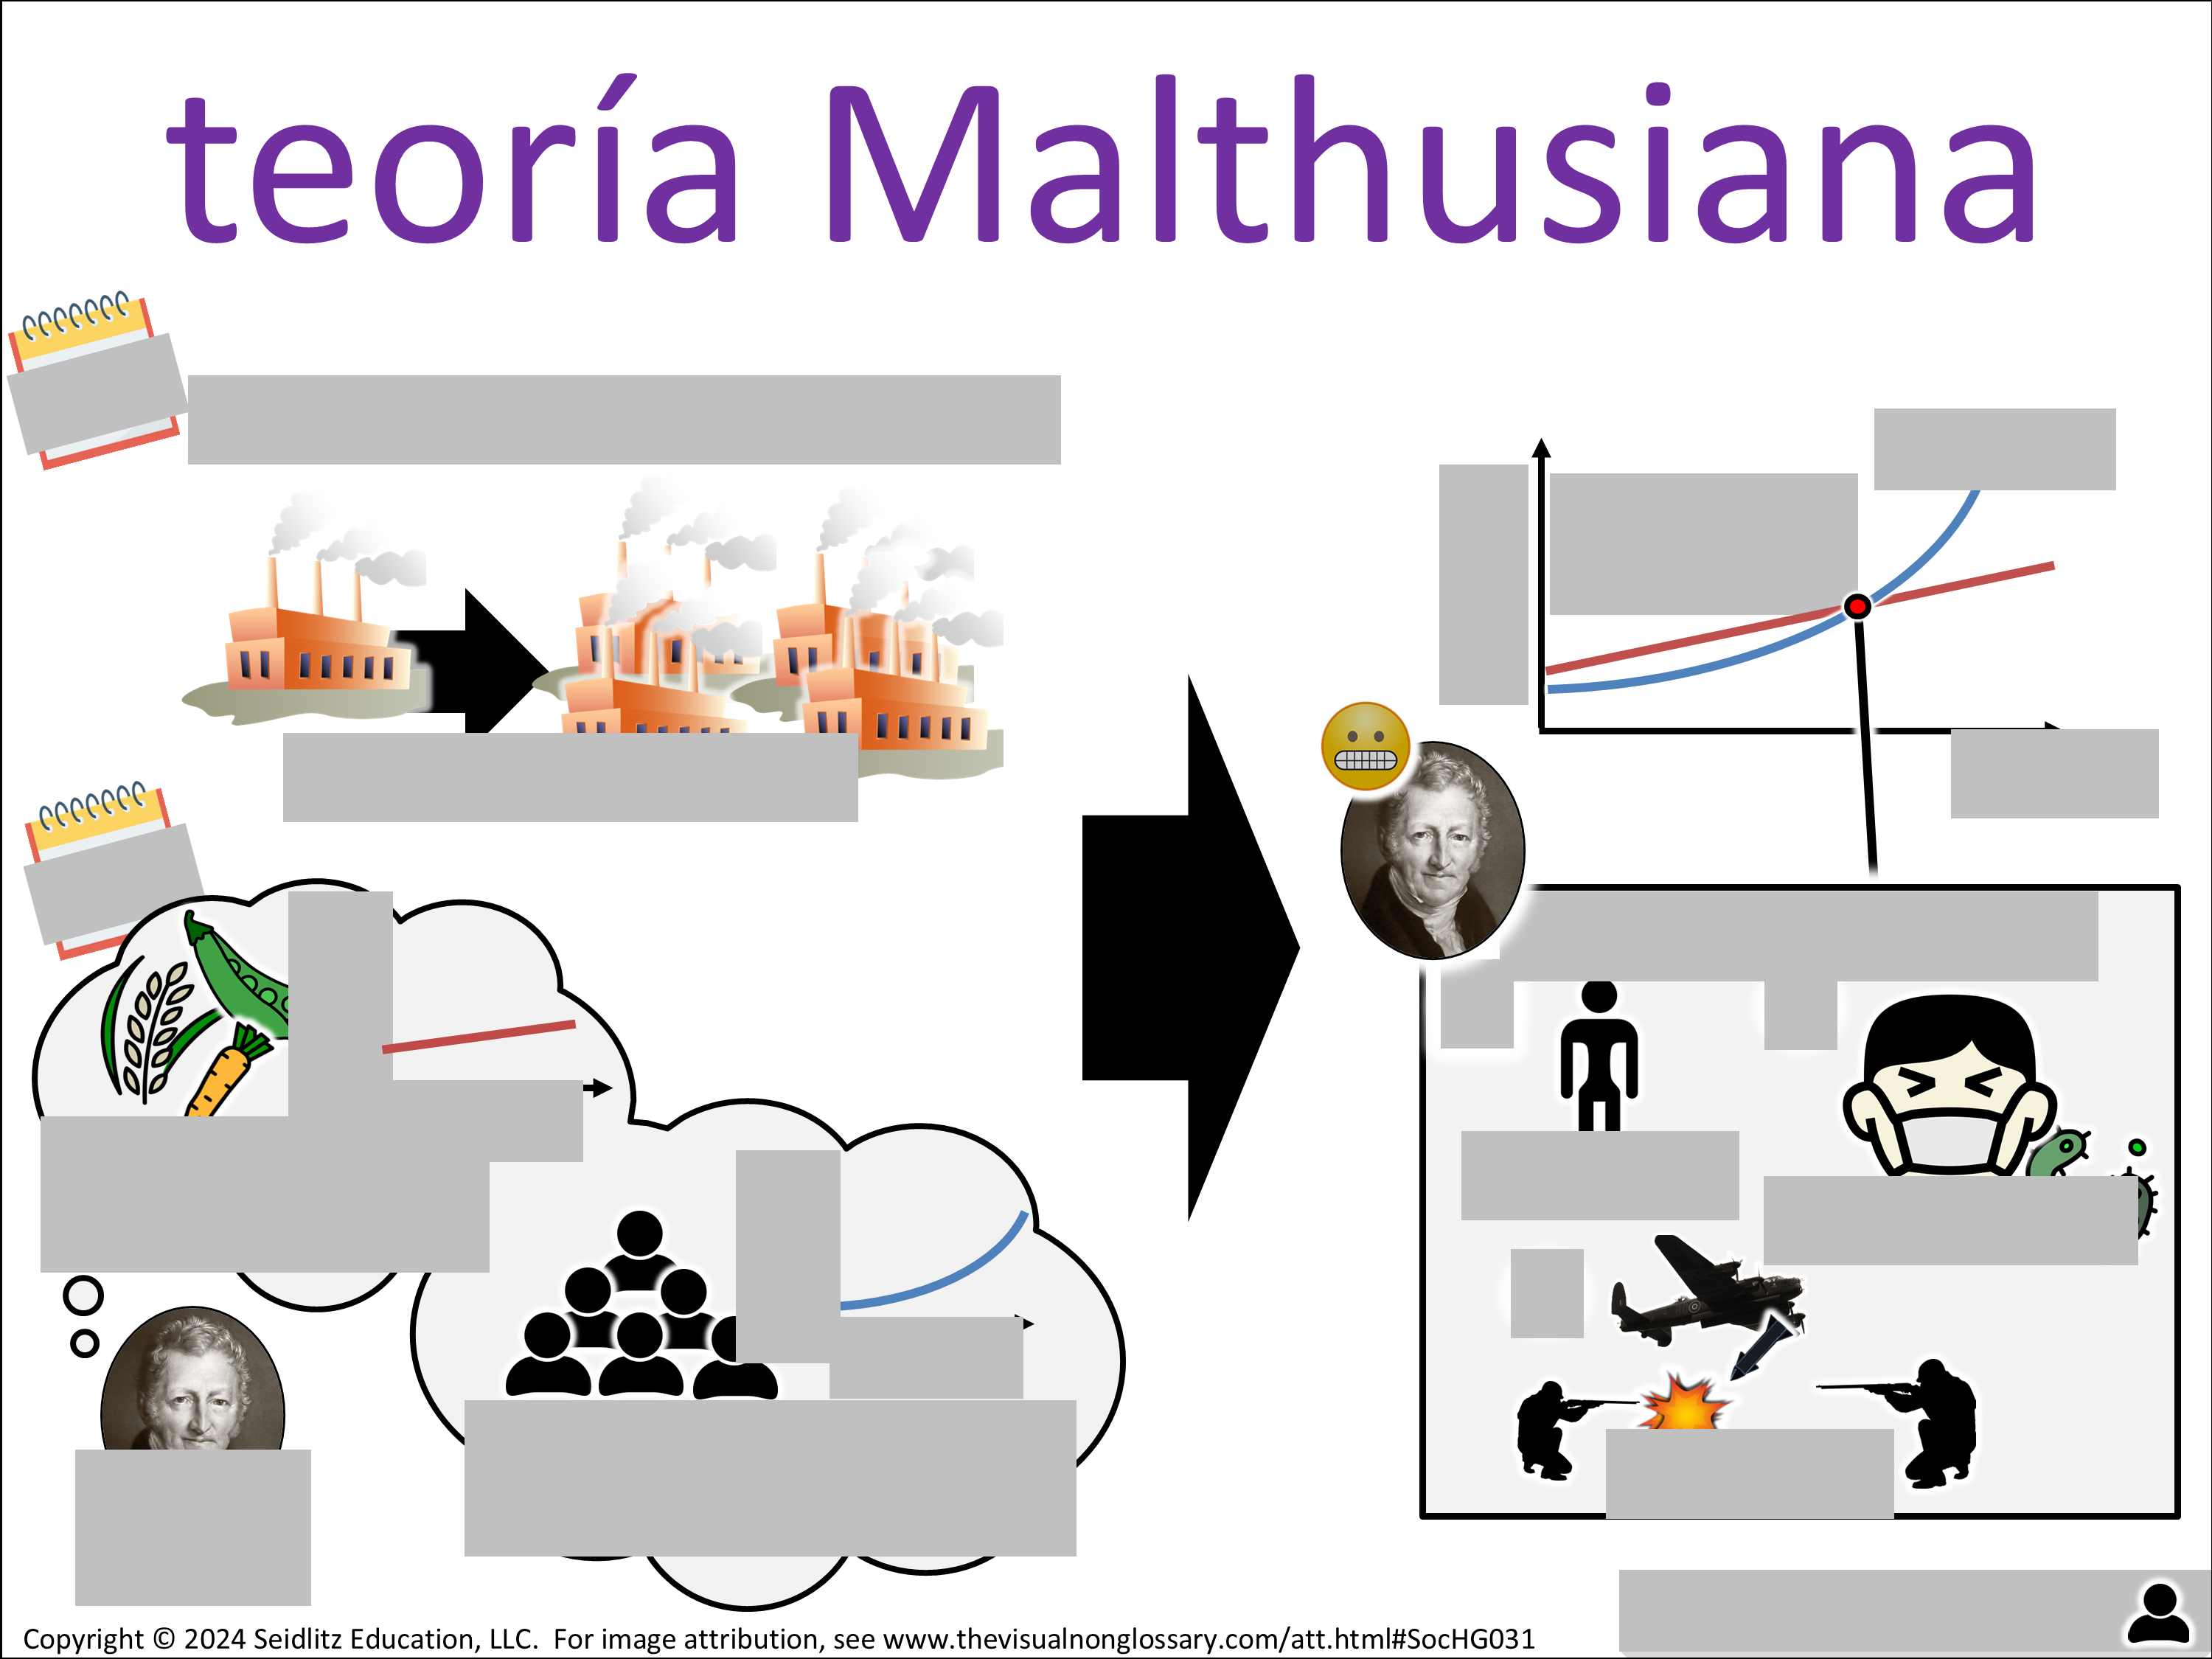 teoría Malthusiana
Copyright © 2024 Seidlitz Education, LLC.  For image attribution, see www.thevisualnonglossary.com/att.html#SocHG031